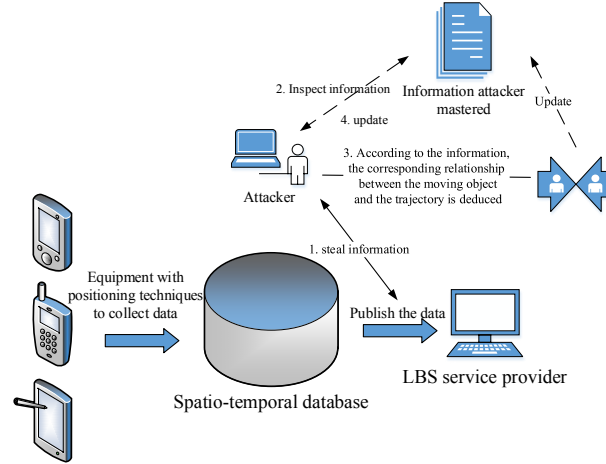 2. Inspect information
4. update
Information attacker
mastered
Update
3. According to the information,
the corresponding relationship
between the moving object
and the trajectory is deduced
Attacker
1. steal information
Equipment with
positioning techniques
to collect data
Publish the data
LBS service provider
Spatio-temporal database